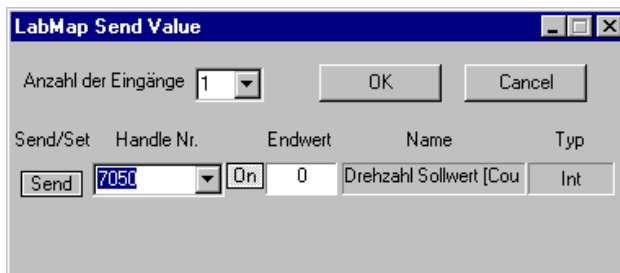 LabMap Send Value
Anzahl der Eingänge 1 OK Cancel
Send/Set Handle Nr. Endwert Name Typ
Send 7050 On 0 Drehzahl Sollwert [Cou Int